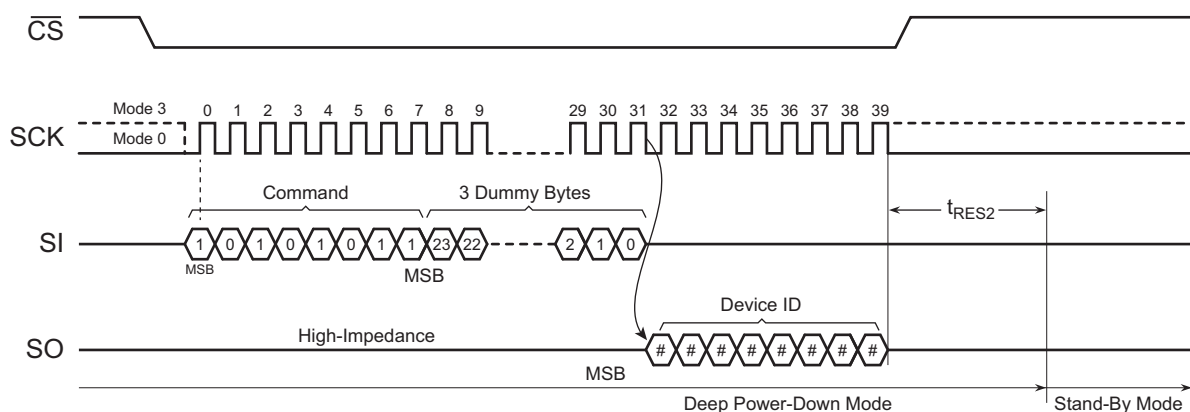 CS
Mode 3
0 1 2 3 4 5 6 7 8 9 29 30 31 32 33 34 35 36 37 38 39
SCK
Mode 0
Command
3 Dummy Bytes
tRES2
SI
1 0 1 0 1 0 1 1 23 22 2 1 0
MSB
MSB
Device ID
High-Impedance
SO
# # # # # # # #
MSB
Deep Power-Down Mode
Stand-By Mode